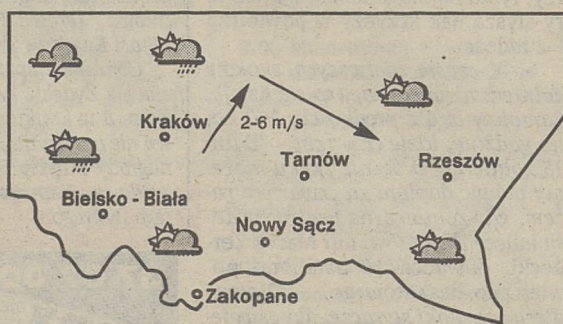 Kraków
2-6 m/s
Tarnów
Rzeszów
Bielsko - Biała
Nowy Sącz
Zakopane